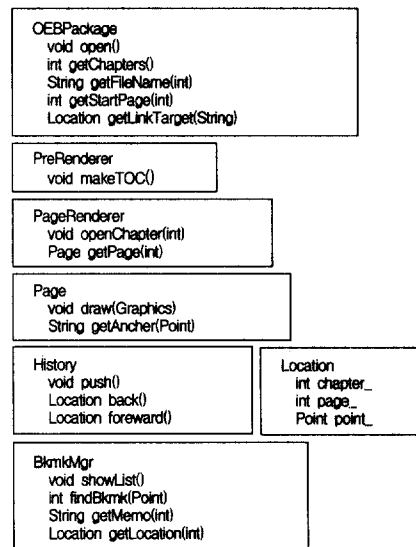 OEBPackage
void open()
int getChapters()
String getFileName(int)
int getStartPage(int)
Location getLinkTarget(String)
PreRenderer
void makeTOC()
PageRenderer
void openChapter(int)
Page getPage(int)
Page
void draw(Graphics)
String getAncher(Point)
History
void push()
Location back()
Location foreward()
Location
int chapter_
int page_
Point point_
BkmkMgr
void showList()
int findBkmk(Point)
String getMemo(int)
Location getLocation(int)